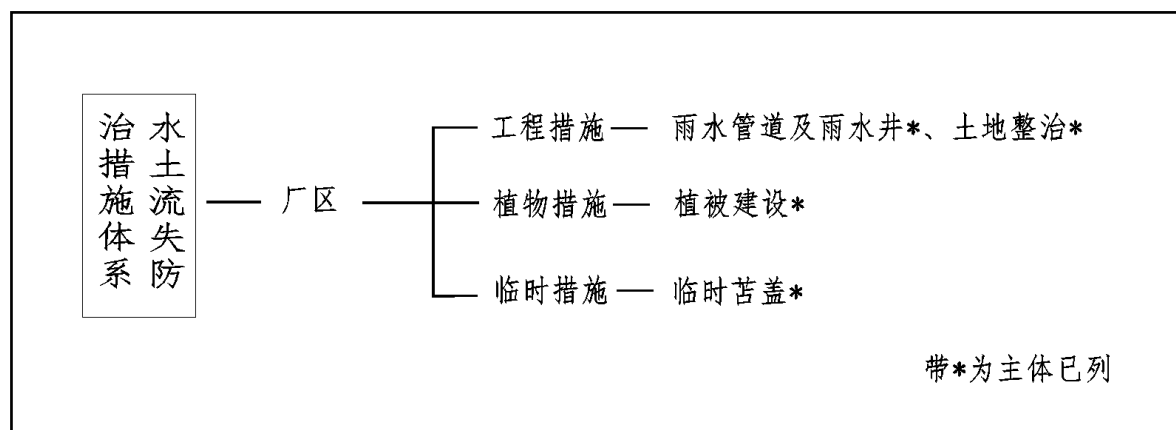 水土流失防
治措施体系
厂区
工程措施 雨水管道及雨水井*、土地整治*
植物措施 植被建设*
临时措施 临时苫盖*
带*为主体已列